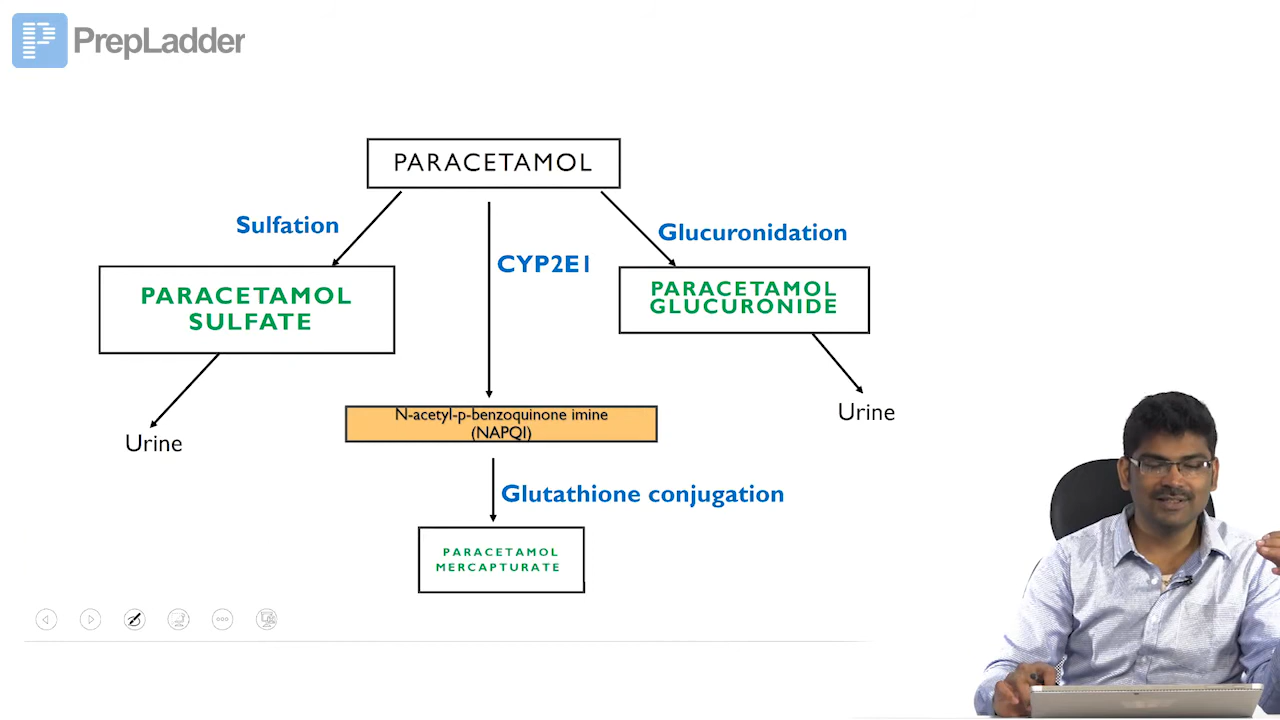 PrepLadder
PARACETAMOL
Sulfation
Glucuronidation
CYP2E1
PARACETAMOL
SULFATE
PARACETAMOL
GLUCURONIDE
Urine
Urine
N-acetyl-p-benzoquinone imine
(NAPQI)
Glutathione conjugation
PARACETAMOL
MERCAPTURATE